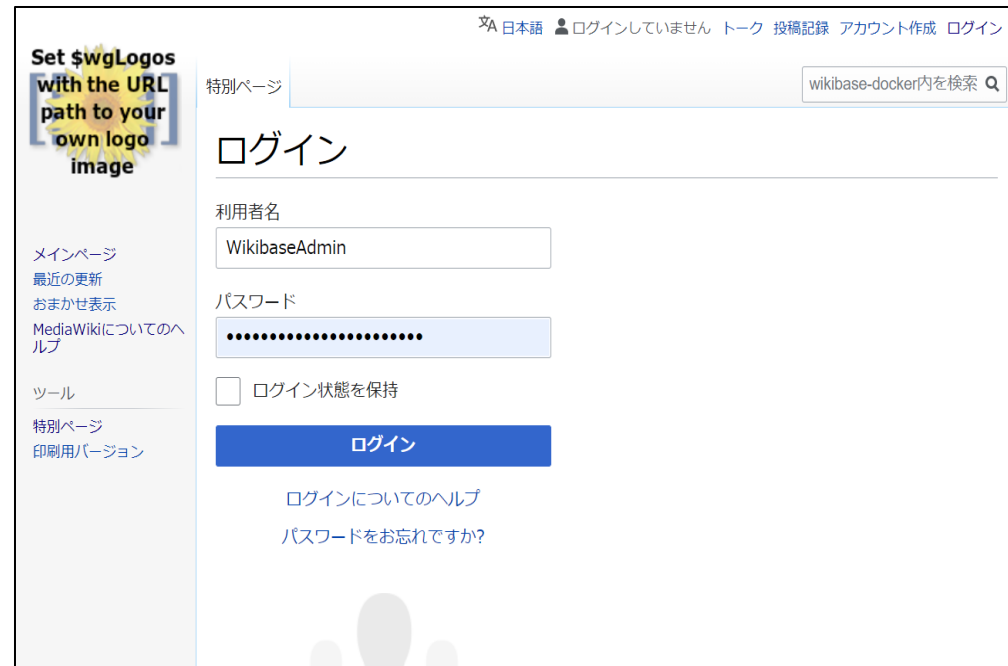 文A 日本語 ログインしていません トーク 投稿記録 アカウント作成 ログイン
Set $wgLogos
with the URL
path to your
own logo
image
特別ページ
wikibase-docker内を検索
ログイン
利用者名
WikibaseAdmin
メインページ
最近の更新
おまかせ表示
MediaWikiについてのヘ
ルプ
パスワード
•••••••••••••••••••••••
ログイン状態を保持
ツール
特別ページ
印刷用バージョン
ログイン
ログインについてのヘルプ
パスワードをお忘れですか?